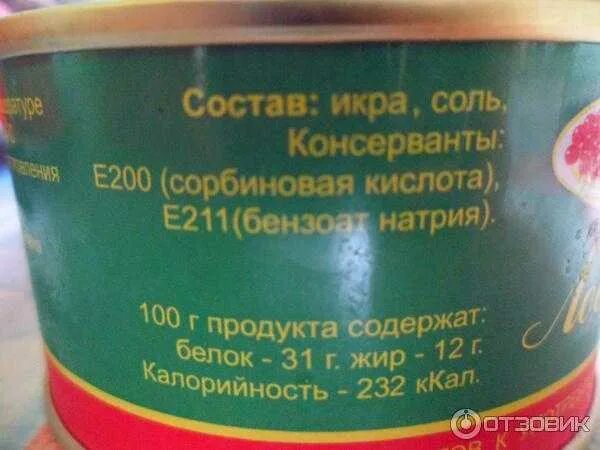 Состав: икра, соль,
Консерванты:
Е200 (сорбиновая кислота),
Е211(бензоат натрия).
100 г продукта содержат:
белок - 31 г. жир - 12 г.
Калорийность - 232 кКал.
ОТЗОВИК